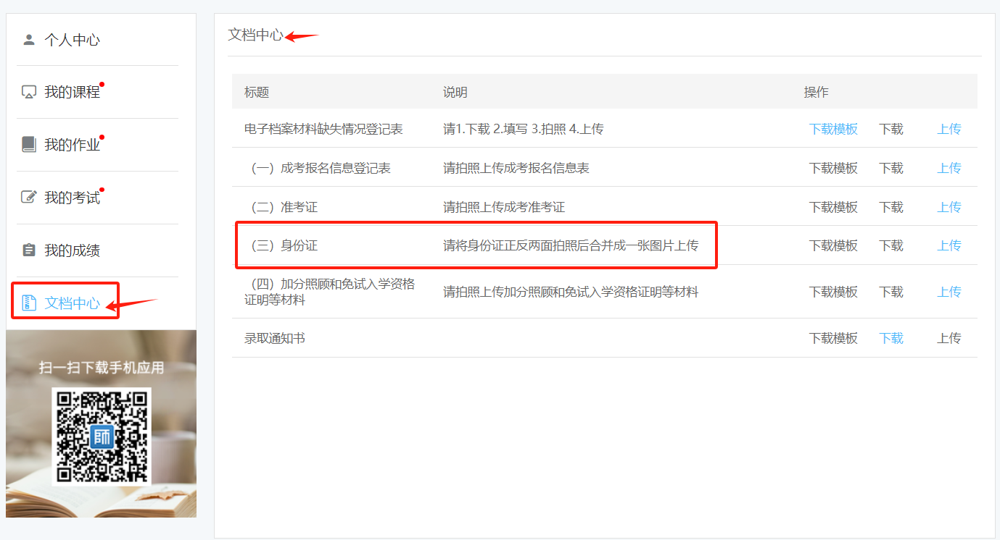 个人中心
我的课程
我的作业
我的考试
我的成绩
文档中心
扫一扫下载手机应用
師
文档中心
标题 说明 操作
电子档案材料缺失情况登记表 请1.下载 2.填写 3.拍照 4.上传 下载模板 下载 上传
（一）成考报名信息登记表 请拍照上传成考报名信息表 下载模板 下载 上传
（二）准考证 请拍照上传成考准考证 下载模板 下载 上传
（三）身份证 请将身份证正反两面拍照后合并成一张图片上传 下载模板 下载 上传
（四）加分照顾和免试入学资格
证明等材料 请拍照上传加分照顾和免试入学资格证明等材料 下载模板 下载 上传
录取通知书 下载模板 下载 上传